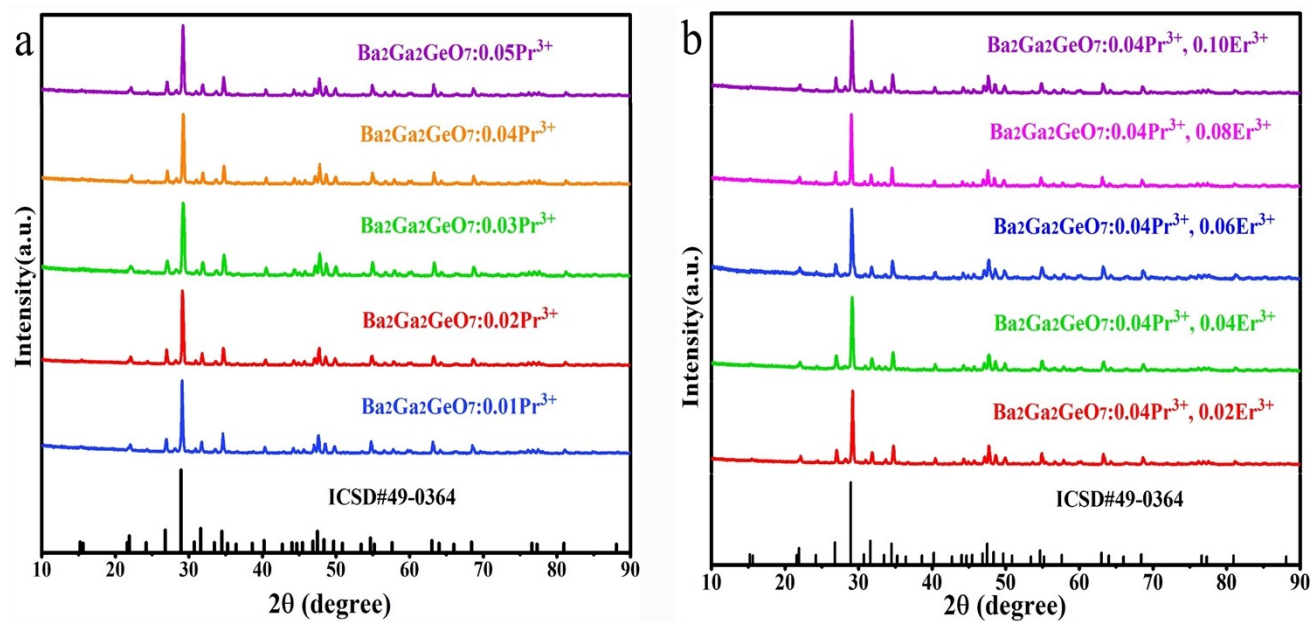 a
Ba2Ga2GeO7:0.05Pr³⁺
Ba2Ga2GeO7:0.04Pr³⁺
Ba2Ga2GeO7:0.03Pr³⁺
Ba2Ga2GeO7:0.02Pr³⁺
Ba2Ga2GeO7:0.01Pr³⁺
ICSD#49-0364
Intensity(a.u.)
10 20 30 40 50 60 70 80 90
2θ (degree)
b
Ba2Ga2GeO7:0.04Pr³⁺, 0.10Er³⁺
Ba2Ga2GeO7:0.04Pr³⁺, 0.08Er³⁺
Ba2Ga2GeO7:0.04Pr³⁺, 0.06Er³⁺
Ba2Ga2GeO7:0.04Pr³⁺, 0.04Er³⁺
Ba2Ga2GeO7:0.04Pr³⁺, 0.02Er³⁺
ICSD#49-0364
Intensity(a.u.)
10 20 30 40 50 60 70 80 90
2θ (degree)